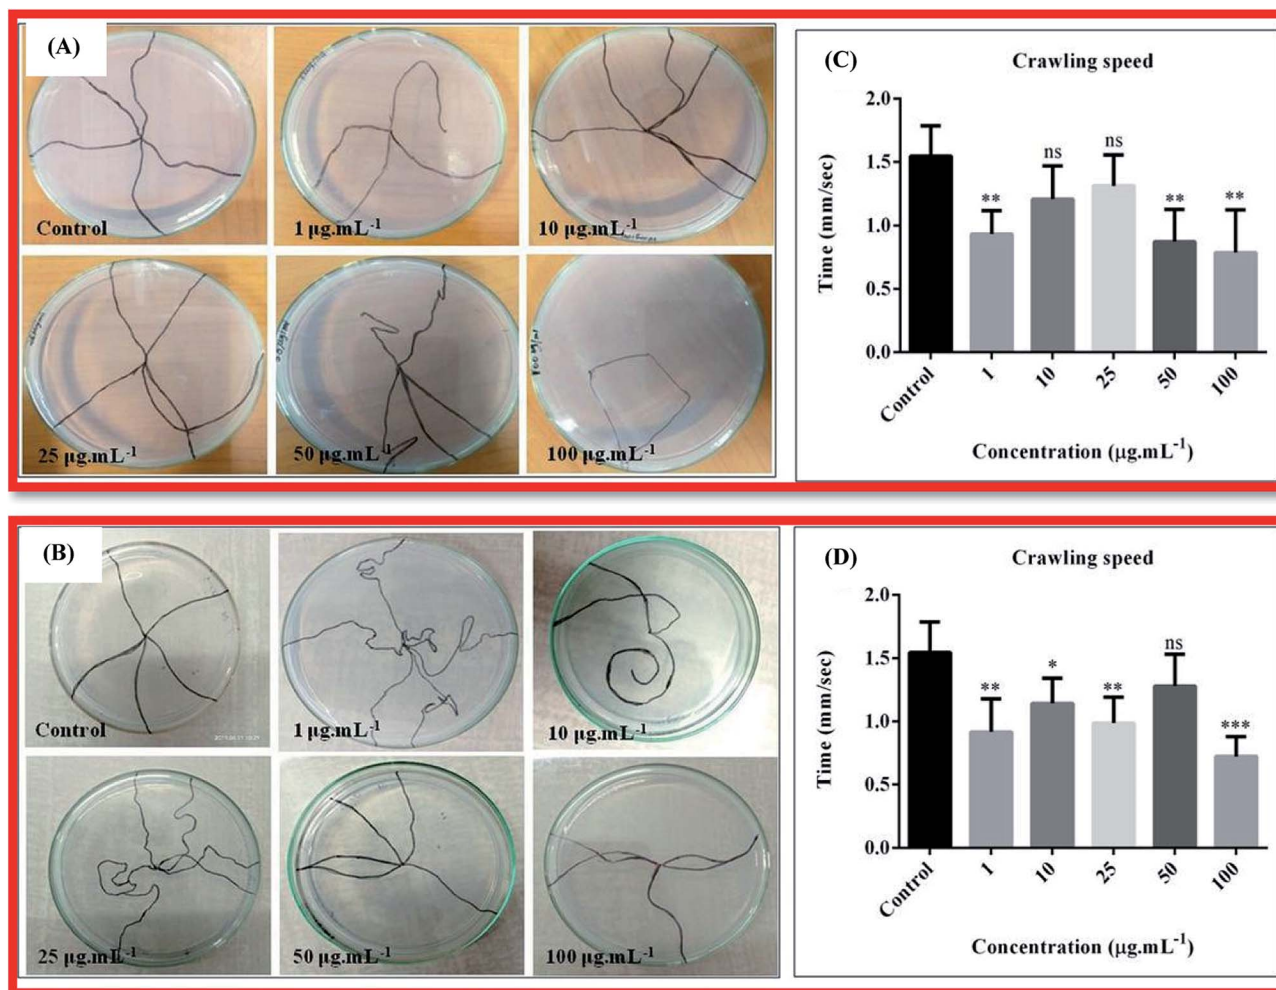 (A)
Control
1 µg.mL⁻¹
10 µg.mL⁻¹
25 µg.mL⁻¹
50 µg.mL⁻¹
100 µg.mL⁻¹
(C)
Crawling speed
Time (mm/sec)
2.0
1.5
1.0
0.5
0.0
**
ns
ns
**
**
Control
1
10
25
50
100
Concentration (µg.mL⁻¹)
(B)
Control
1 µg.mL⁻¹
10 µg.mL⁻¹
25 µg.mL⁻¹
50 µg.mL⁻¹
100 µg.mL⁻¹
(D)
Crawling speed
Time (mm/sec)
2.0
1.5
1.0
0.5
0.0
**
*
**
ns
***
Control
1
10
25
50
100
Concentration (µg.mL⁻¹)